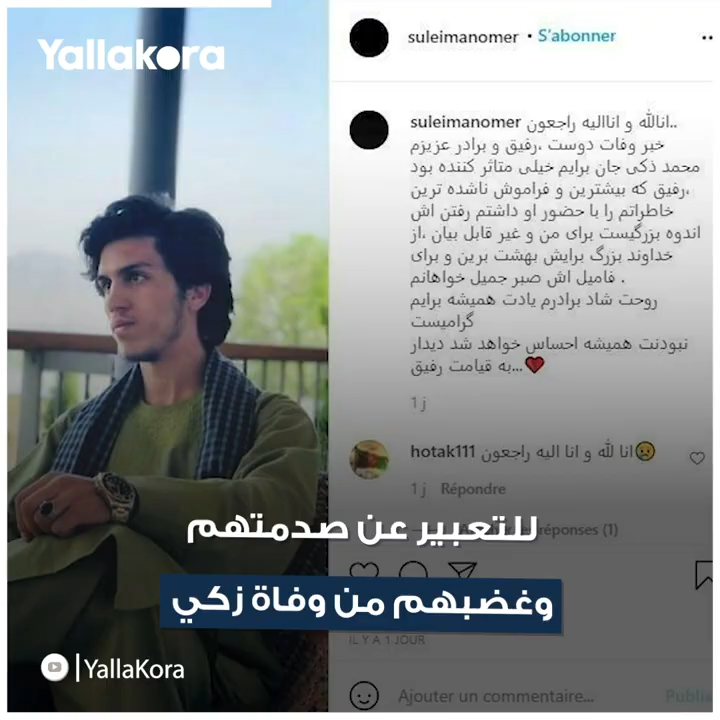 Yallakora
suleimanomer • S'abonner
suleimanomer اناللّه و اناالیه راجعون..
خبر وفات دوست ،رفیق و برادر عزیزم
محمد ذکی جان برایم خیلی متاثر کننده بود
،رفیق که بیشترین و فراموش ناشده ترین
خاطراتم را با حضور او داشتم رفتن اش
اندوه بزرگیست برای من و غیر قابل بیان ،از
خداوند بزرگ برایش بهشت برین و برای
فامیل اش صبر جمیل خواهانم .
روحت شاد برادرم یادت همیشه برایم
گرامیست
نبودنت همیشه احساس خواهد شد دیدار
به قیامت رفیق...💔
1 j
hotak111 انا لله و انا الیه راجعون😥
1 j Répondre
réponses (1)
للتعبير عن صدمتهم
وغضبهم من وفاة زكي
IL Y A 1 JOUR
|YallaKora
Ajouter un commentaire... Publi